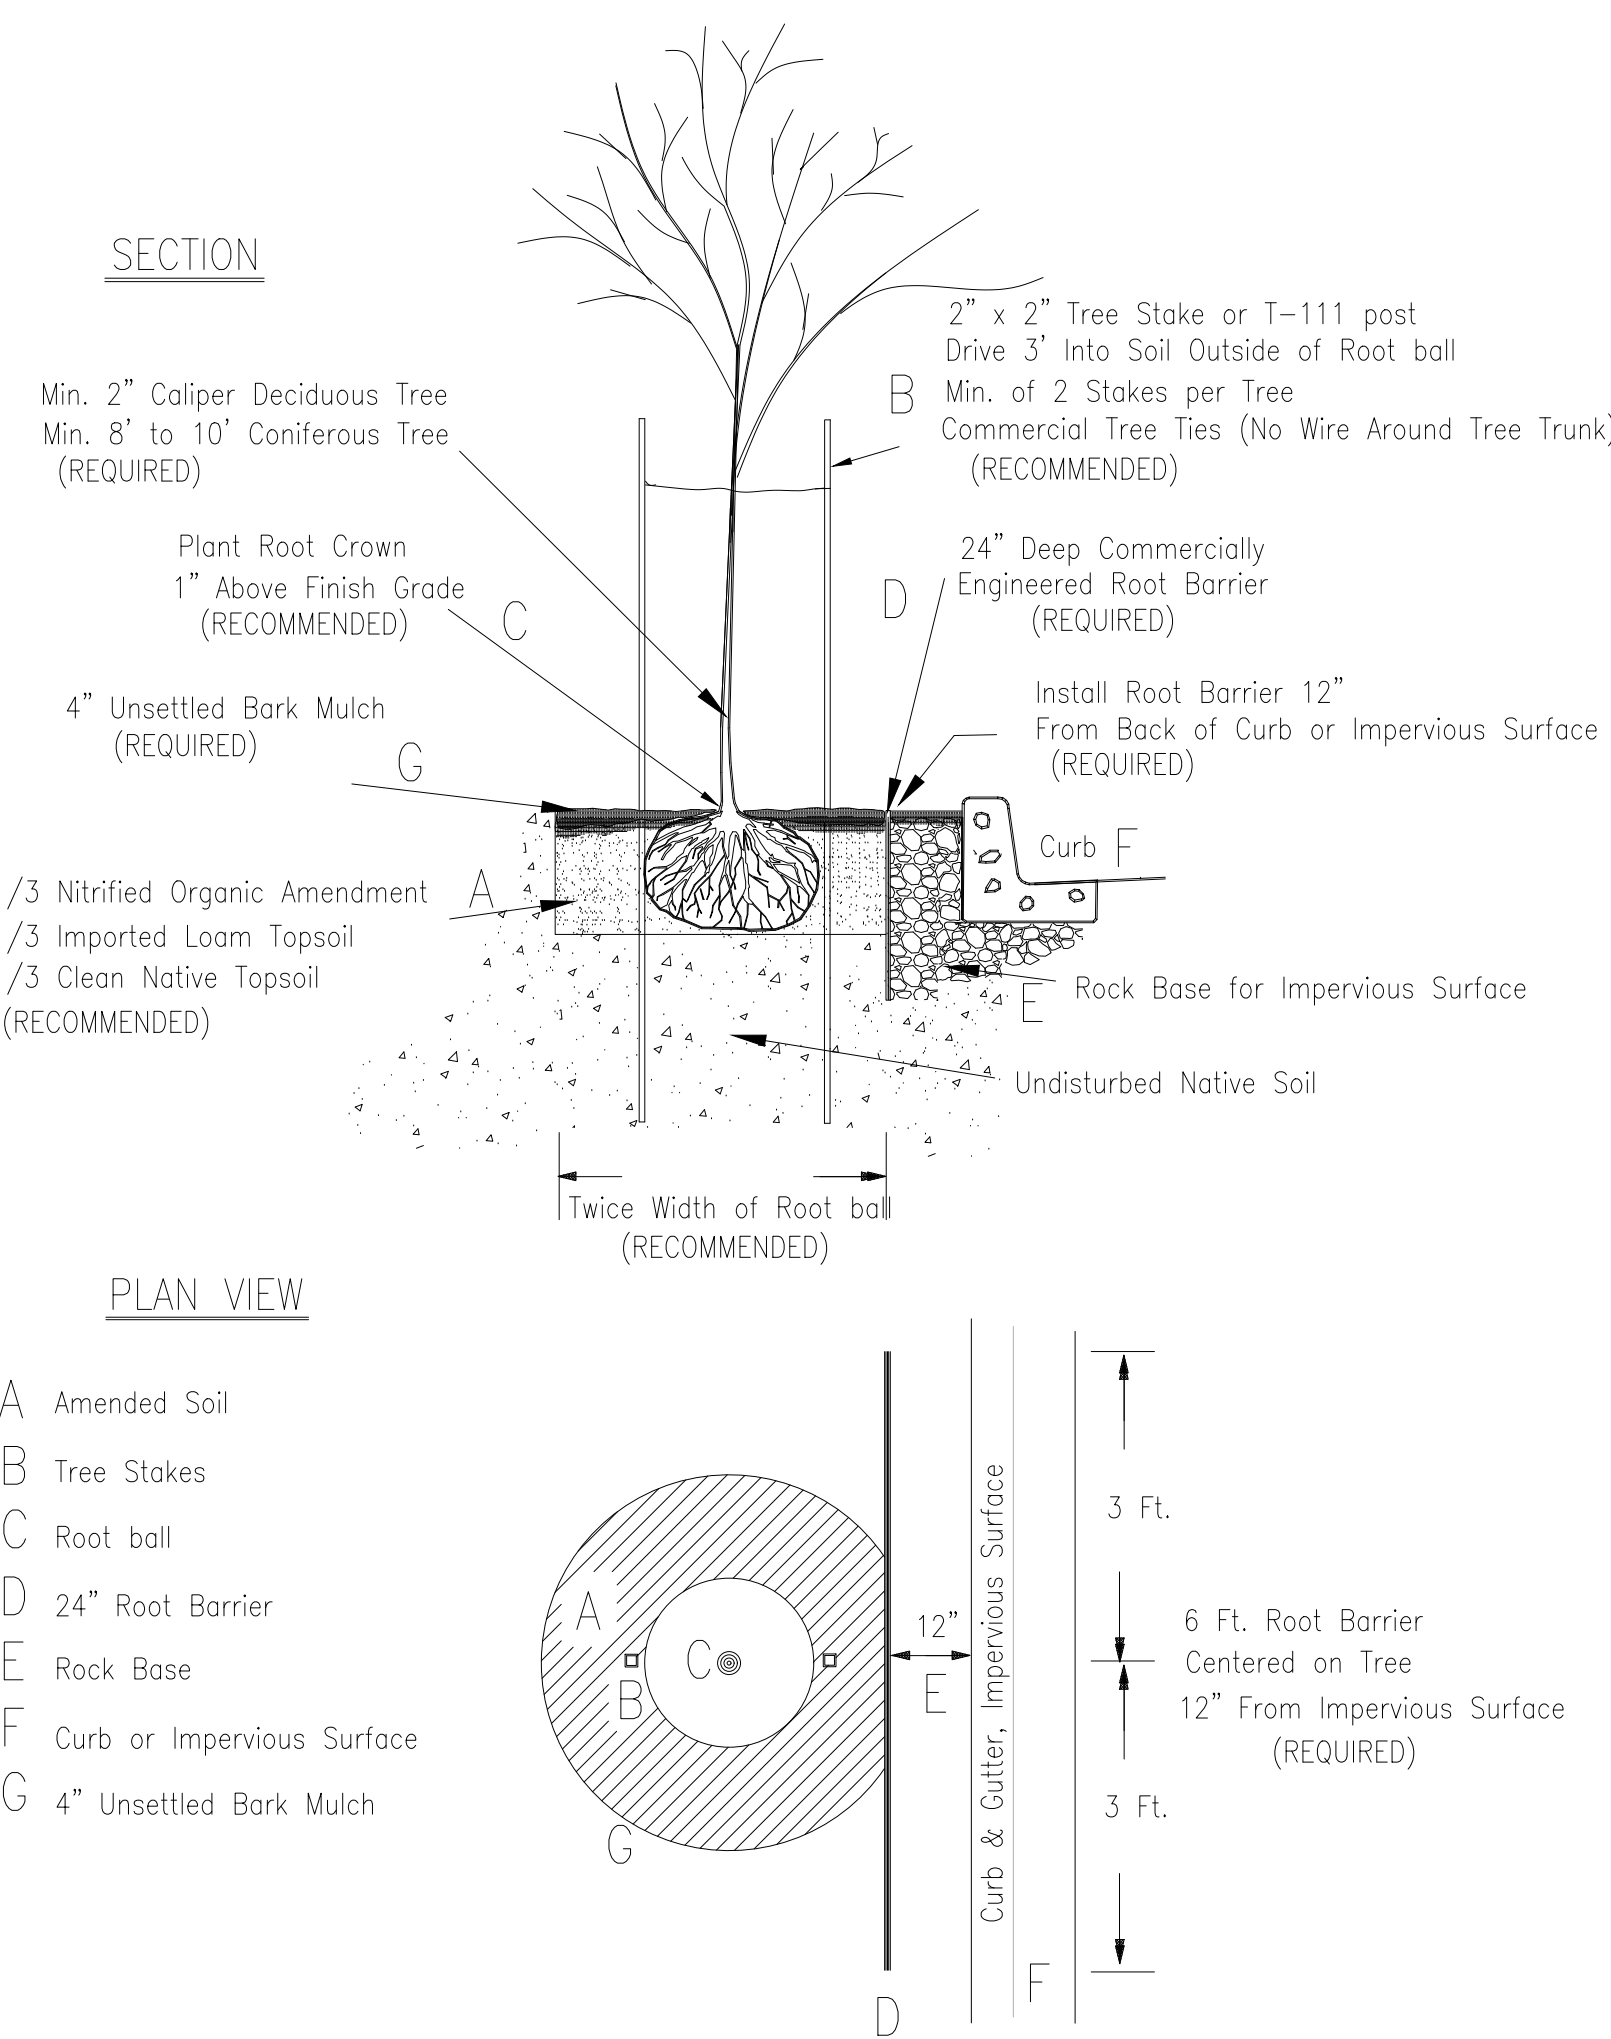 SECTION
Min. 2" Caliper Deciduous Tree
Min. 8' to 10' Coniferous Tree
(REQUIRED)
2" x 2" Tree Stake or T-111 post
Drive 3' Into Soil Outside of Root ball
B
Min. of 2 Stakes per Tree
Commercial Tree Ties (No Wire Around Tree Trunk)
(RECOMMENDED)
Plant Root Crown
1" Above Finish Grade
(RECOMMENDED)
C
D
24" Deep Commercially
Engineered Root Barrier
(REQUIRED)
4" Unsettled Bark Mulch
(REQUIRED)
G
Install Root Barrier 12"
From Back of Curb or Impervious Surface
(REQUIRED)
Curb F
/3 Nitrified Organic Amendment
A
/3 Imported Loam Topsoil
/3 Clean Native Topsoil
(RECOMMENDED)
E
Rock Base for Impervious Surface
Undisturbed Native Soil
Twice Width of Root ball
(RECOMMENDED)
PLAN VIEW
A Amended Soil
B Tree Stakes
C Root ball
D 24" Root Barrier
E Rock Base
F Curb or Impervious Surface
G 4" Unsettled Bark Mulch
A
B
C
G
12"
E
D
Curb & Gutter, Impervious Surface
F
3 Ft.
6 Ft. Root Barrier
Centered on Tree
12" From Impervious Surface
(REQUIRED)
3 Ft.